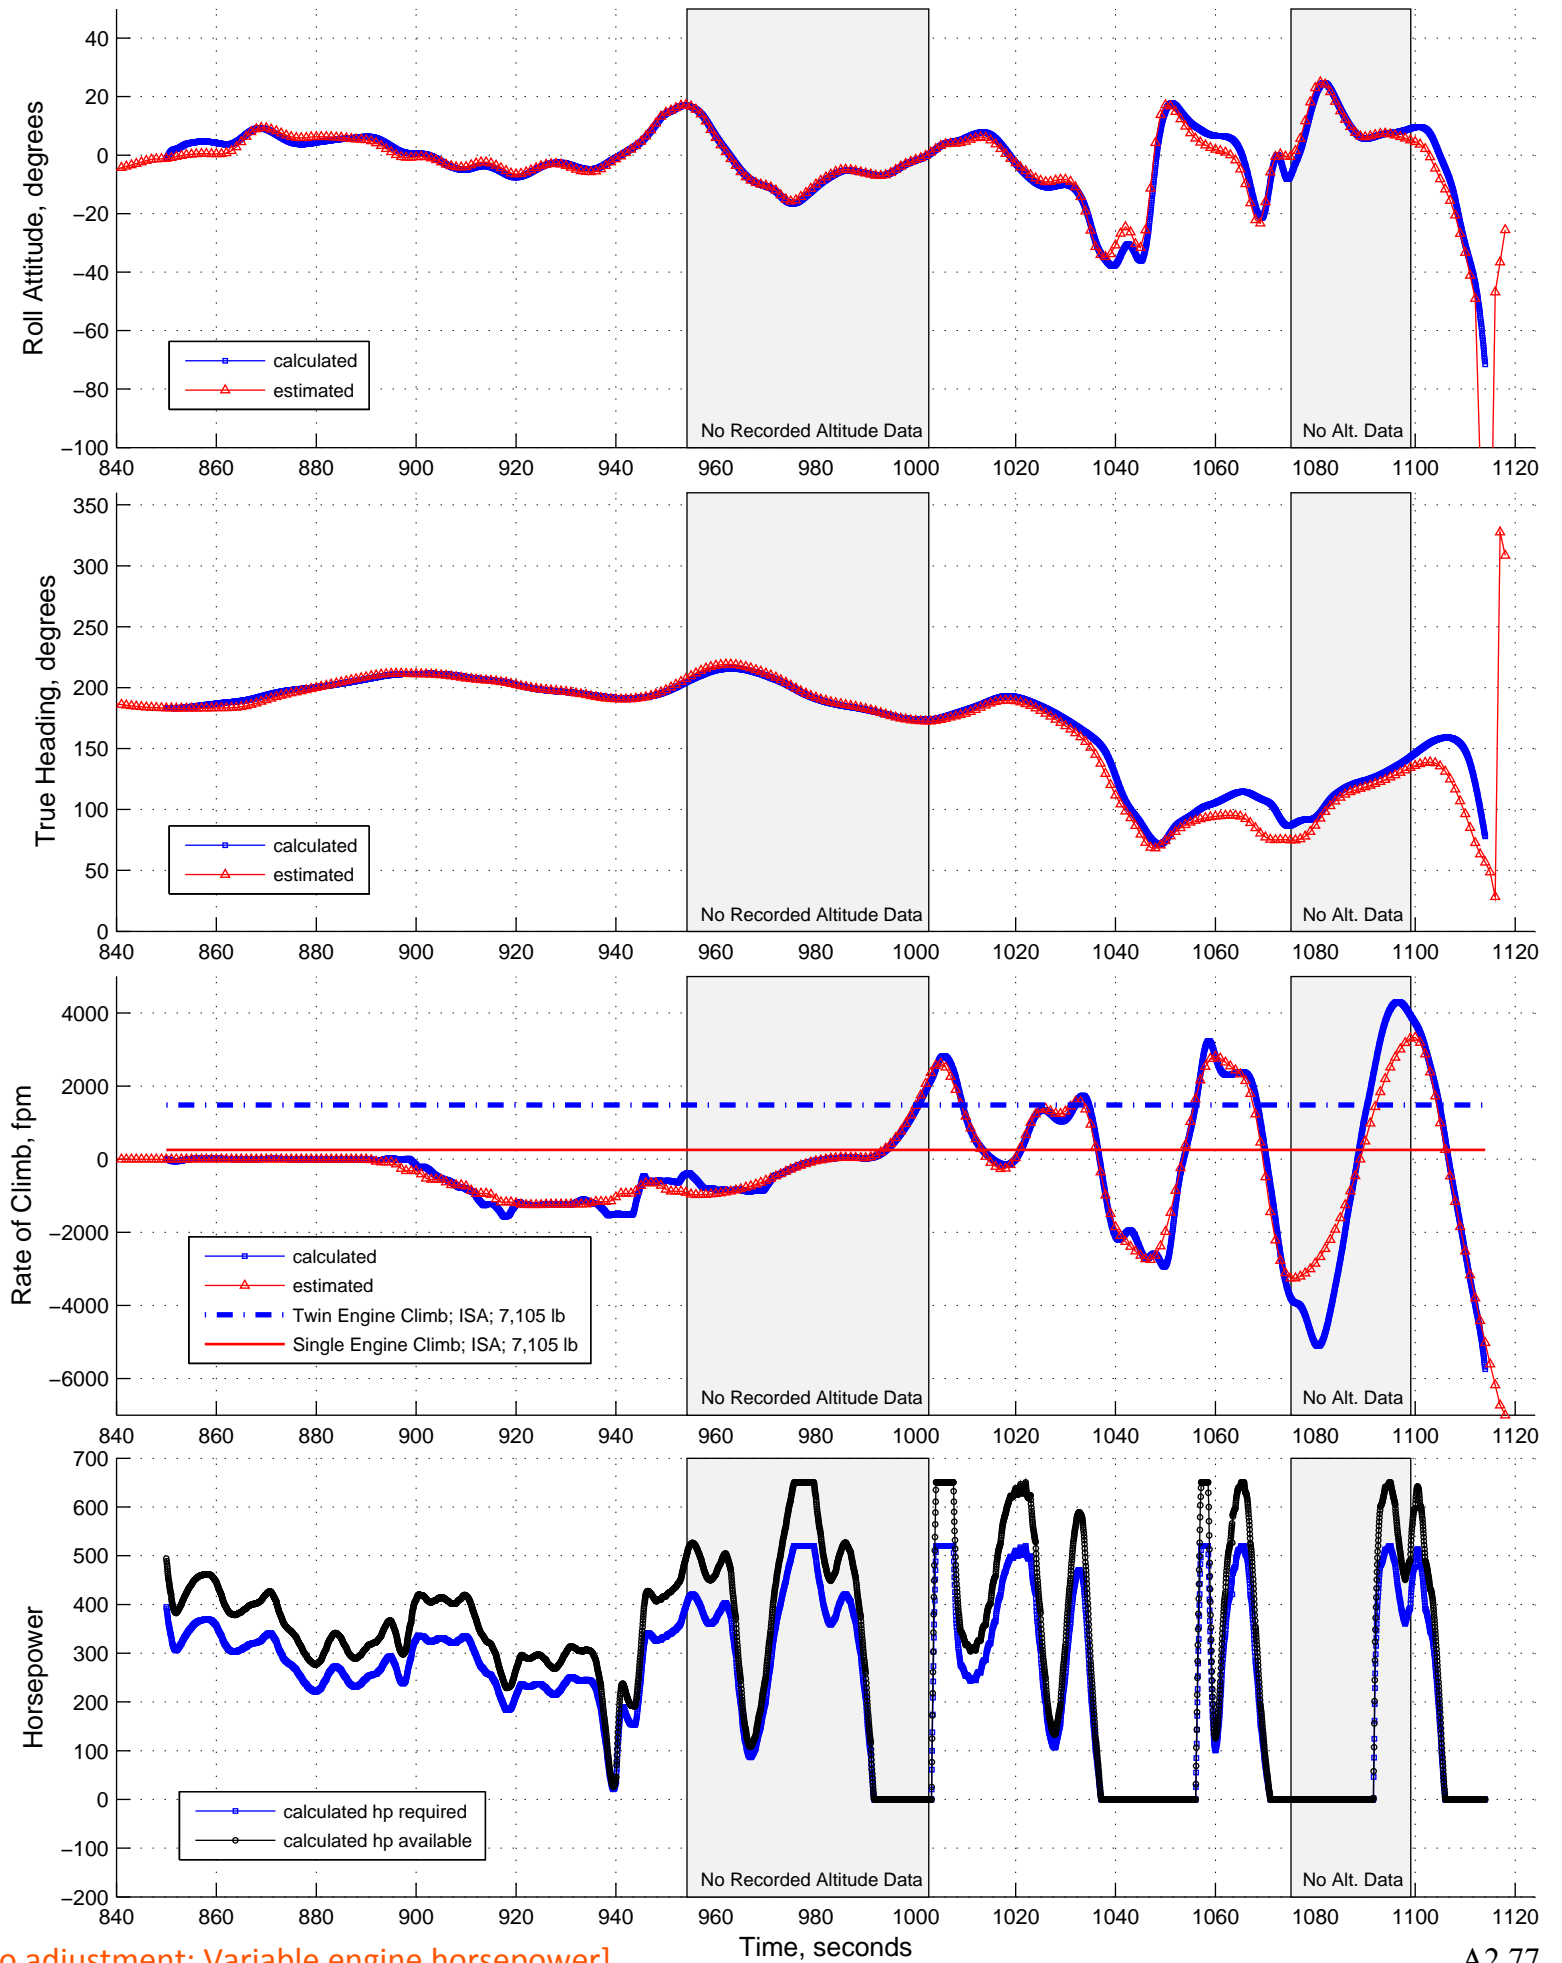 Roll Attitude, degrees
40
20
0
−20
−40
−60
−80
−100
calculated
estimated
No Recorded Altitude Data
No Alt. Data
840 860 880 900 920 940 960 980 1000 1020 1040 1060 1080 1100 1120
True Heading, degrees
350
300
250
200
150
100
50
0
calculated
estimated
No Recorded Altitude Data
No Alt. Data
840 860 880 900 920 940 960 980 1000 1020 1040 1060 1080 1100 1120
Rate of Climb, fpm
4000
2000
0
−2000
−4000
−6000
calculated
estimated
Twin Engine Climb; ISA; 7,105 lb
Single Engine Climb; ISA; 7,105 lb
No Recorded Altitude Data
No Alt. Data
840 860 880 900 920 940 960 980 1000 1020 1040 1060 1080 1100 1120
Horsepower
700
600
500
400
300
200
100
0
−100
−200
calculated hp required
calculated hp available
No Recorded Altitude Data
No Alt. Data
840 860 880 900 920 940 960 980 1000 1020 1040 1060 1080 1100 1120
Time, seconds
o adjustment; Variable engine horsepower]
A2.77